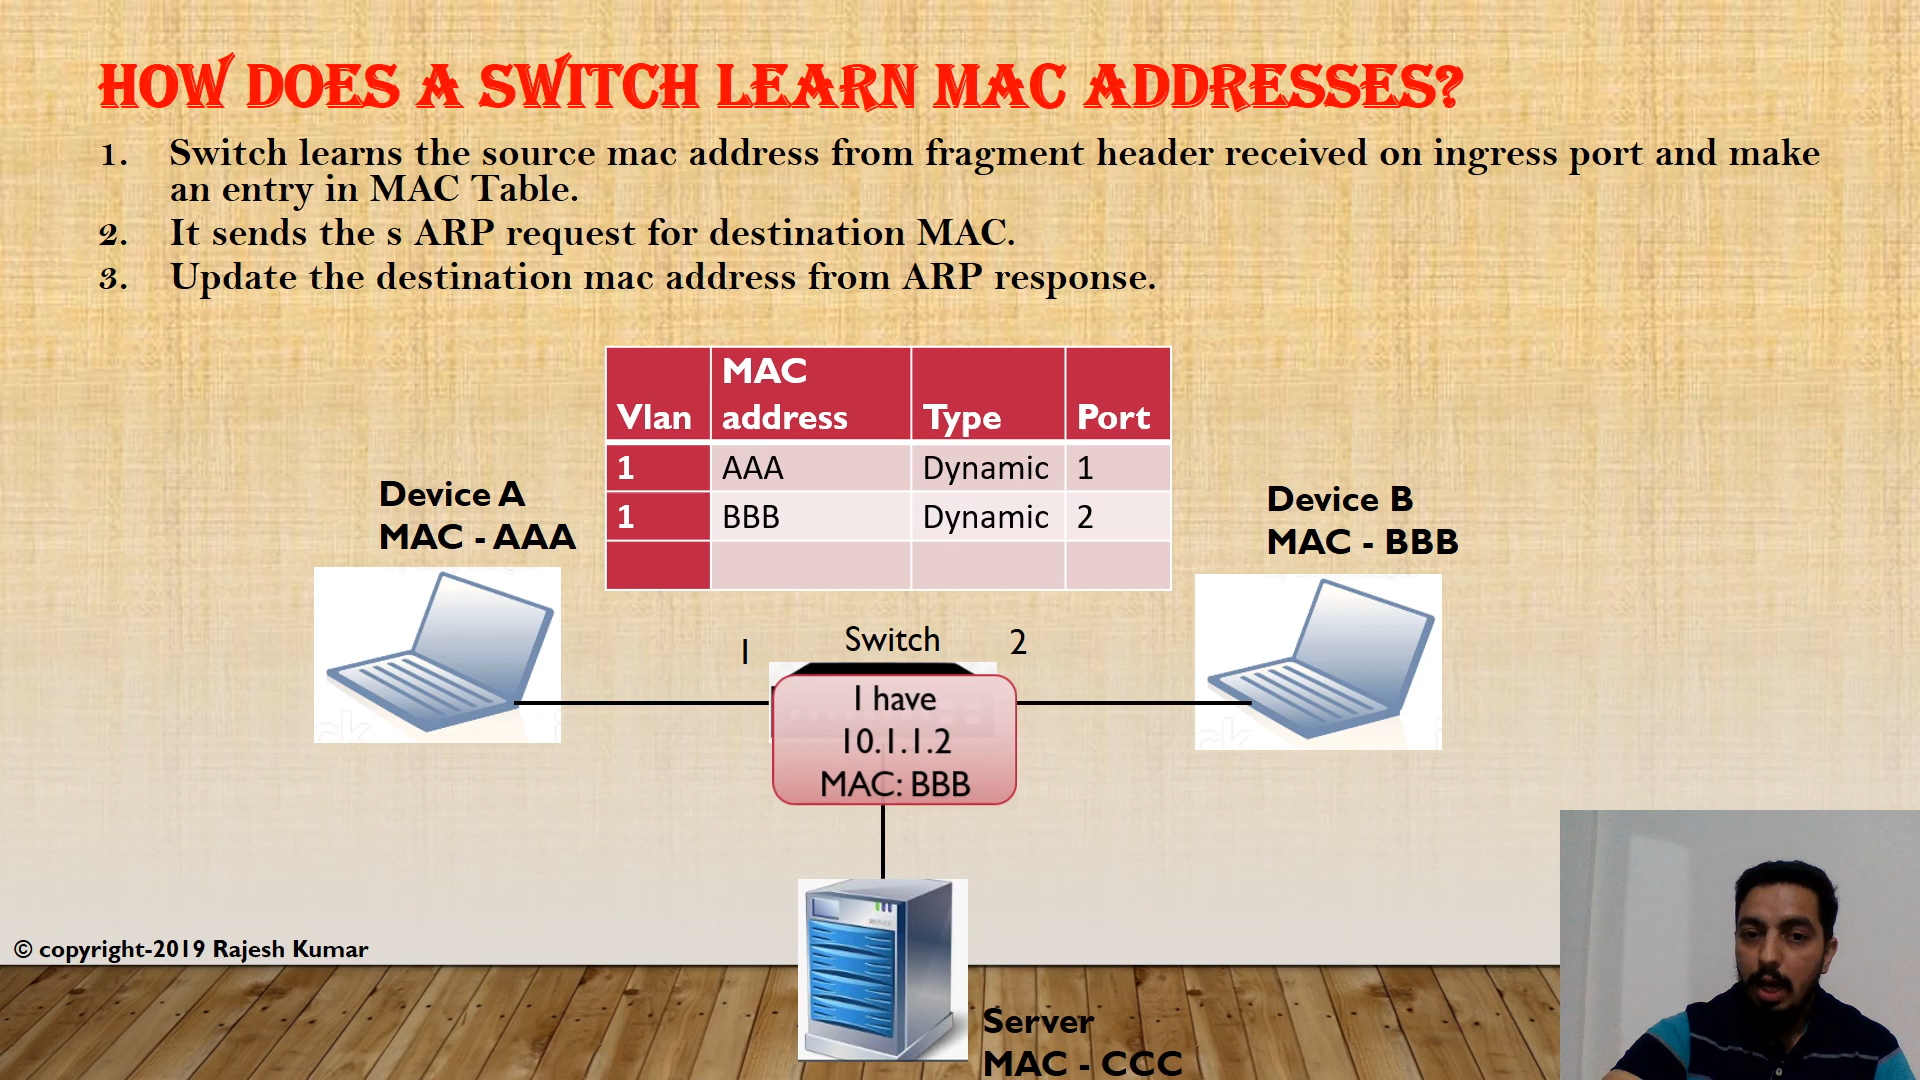 HOW DOES A SWITCH LEARN MAC ADDRESSES?
1. Switch learns the source mac address from fragment header received on ingress port and make
an entry in MAC Table.
2. It sends the s ARP request for destination MAC.
3. Update the destination mac address from ARP response.
Vlan MAC address Type Port
1 AAA Dynamic 1
1 BBB Dynamic 2
Device A
MAC - AAA
Device B
MAC - BBB
1 Switch 2
I have
10.1.1.2
MAC: BBB
© copyright-2019 Rajesh Kumar
Server
MAC - CCC